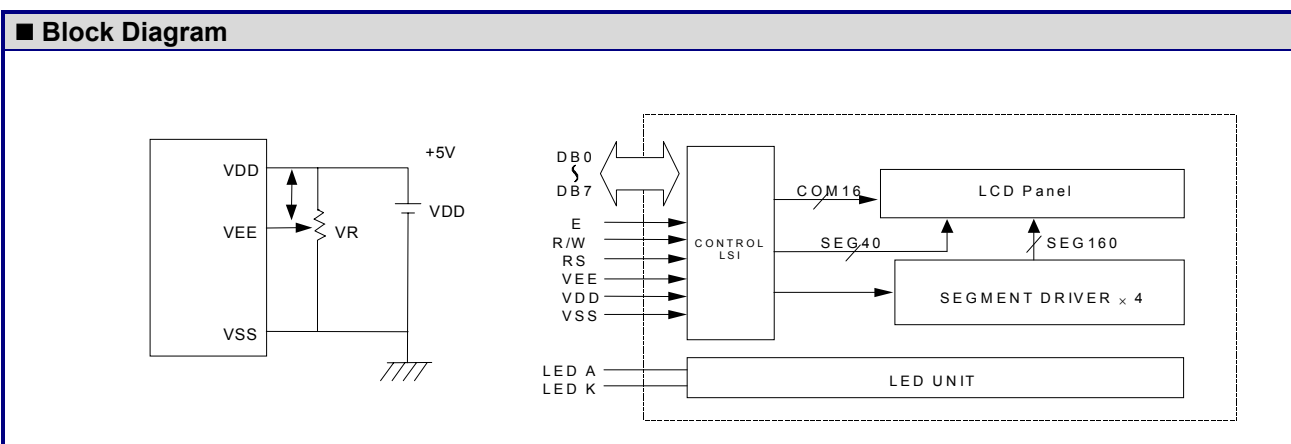 ■ Block Diagram
VDD
VEE
VSS
VR
+5V
VDD
DB0
DB7
E
R/W
RS
VEE
VDD
VSS
CONTROL
LSI
COM16
SEG40
LCD Panel
SEG160
SEGMENT DRIVER × 4
LED A
LED K
LED UNIT